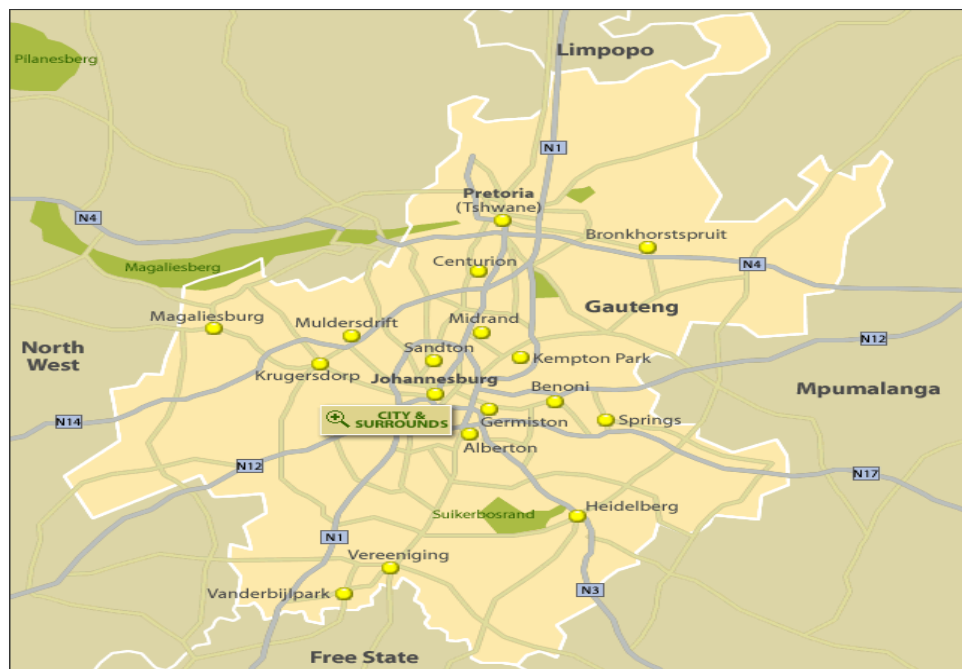 Limpopo
Pilanesberg
N1
Pretoria
(Tshwane)
N4
Bronkhorstspruit
Magaliesberg
Centurion
N4
Gauteng
Magaliesburg
Muldersdrift
Midrand
North
West
Sandton
Kempton Park
N12
Krugersdorp
Johannesburg
Benoni
Mpumalanga
N14
CITY &
SURROUNDS
Germiston
Springs
Alberton
N12
N17
Suikerbosrand
Heidelberg
N1
Vereeniging
Vanderbijlpark
N3
Free State